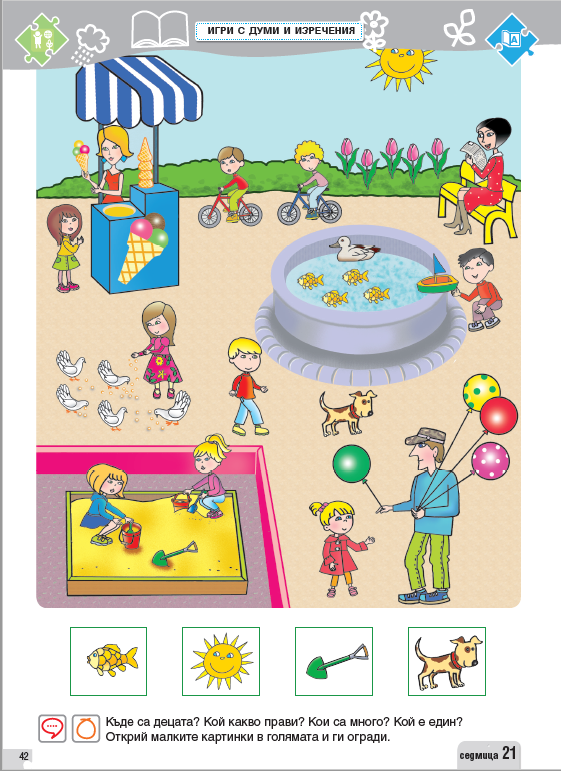 ИГРИ С ДУМИ И ИЗРЕЧЕНИЯ
A
Къде са децата? Кой какво прави? Кои са много? Кой е един?
Открий малките картинки в голямата и ги огради.
42
седмица 21